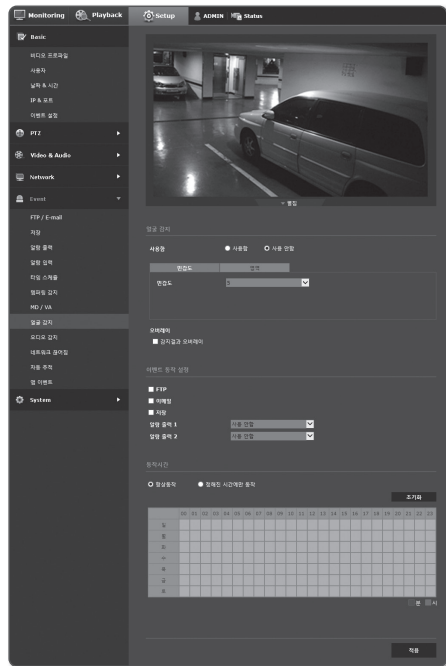 Monitoring Playback Setup ADMIN Status
Basic
비디오 프로파일
사용자
날짜 & 시간
IP & 포트
이벤트 설정
PTZ
Video & Audio
Network
Event
FTP / E-mail
저장
알람 출력
알람 입력
타임 스케쥴
탬퍼링 감지
MD / VA
얼굴 감지
오디오 감지
네트워크 끊어짐
자동 추적
앱 이벤트
System
얼굴 감지
사용함 사용함 사용 안함
민감도 영역
민감도 5
오버레이
감지결과 오버레이
이벤트 동작 설정
FTP
이메일
저장
알람 출력 1 사용 안함
알람 출력 2 사용 안함
동작시간
항상동작 정해진 시간에만 동작
초기화
00 01 02 03 04 05 06 07 08 09 10 11 12 13 14 15 16 17 18 19 20 21 22 23
일
월
화
수
목
금
토
분 시
적용